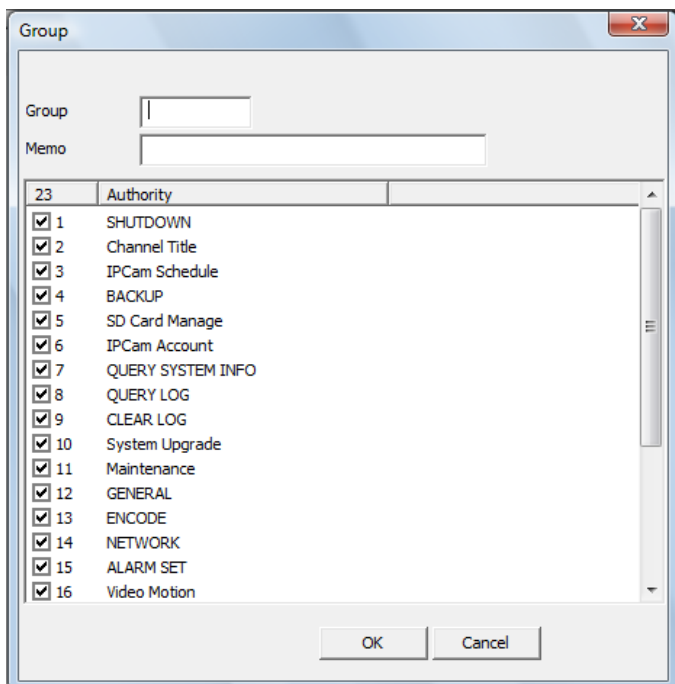 Group
Group
Memo
23 Authority
1 SHUTDOWN
2 Channel Title
3 IPCam Schedule
4 BACKUP
5 SD Card Manage
6 IPCam Account
7 QUERY SYSTEM INFO
8 QUERY LOG
9 CLEAR LOG
10 System Upgrade
11 Maintenance
12 GENERAL
13 ENCODE
14 NETWORK
15 ALARM SET
16 Video Motion
OK Cancel